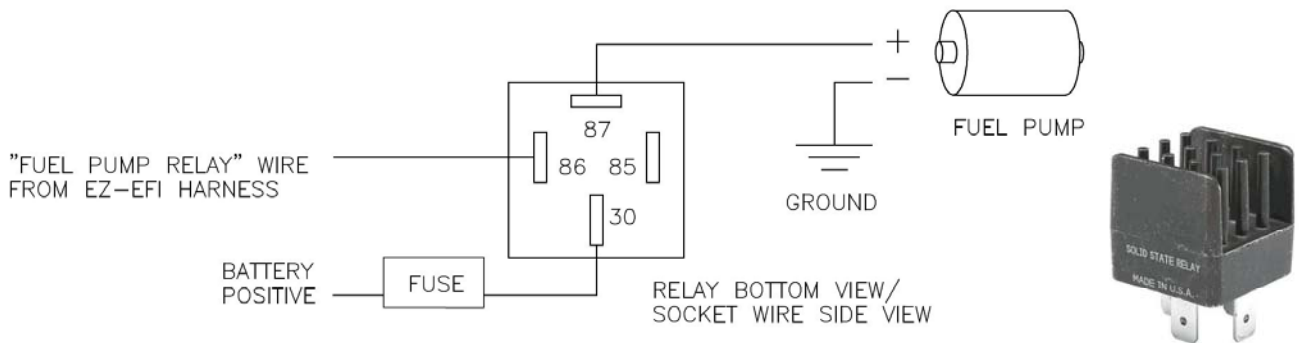 +
−
FUEL PUMP
87
"FUEL PUMP RELAY" WIRE
FROM EZ-EFI HARNESS
86 85
GROUND
30
BATTERY
POSITIVE
FUSE
RELAY BOTTOM VIEW/
SOCKET WIRE SIDE VIEW
SOLID STATE RELAY
MADE IN U.S.A.